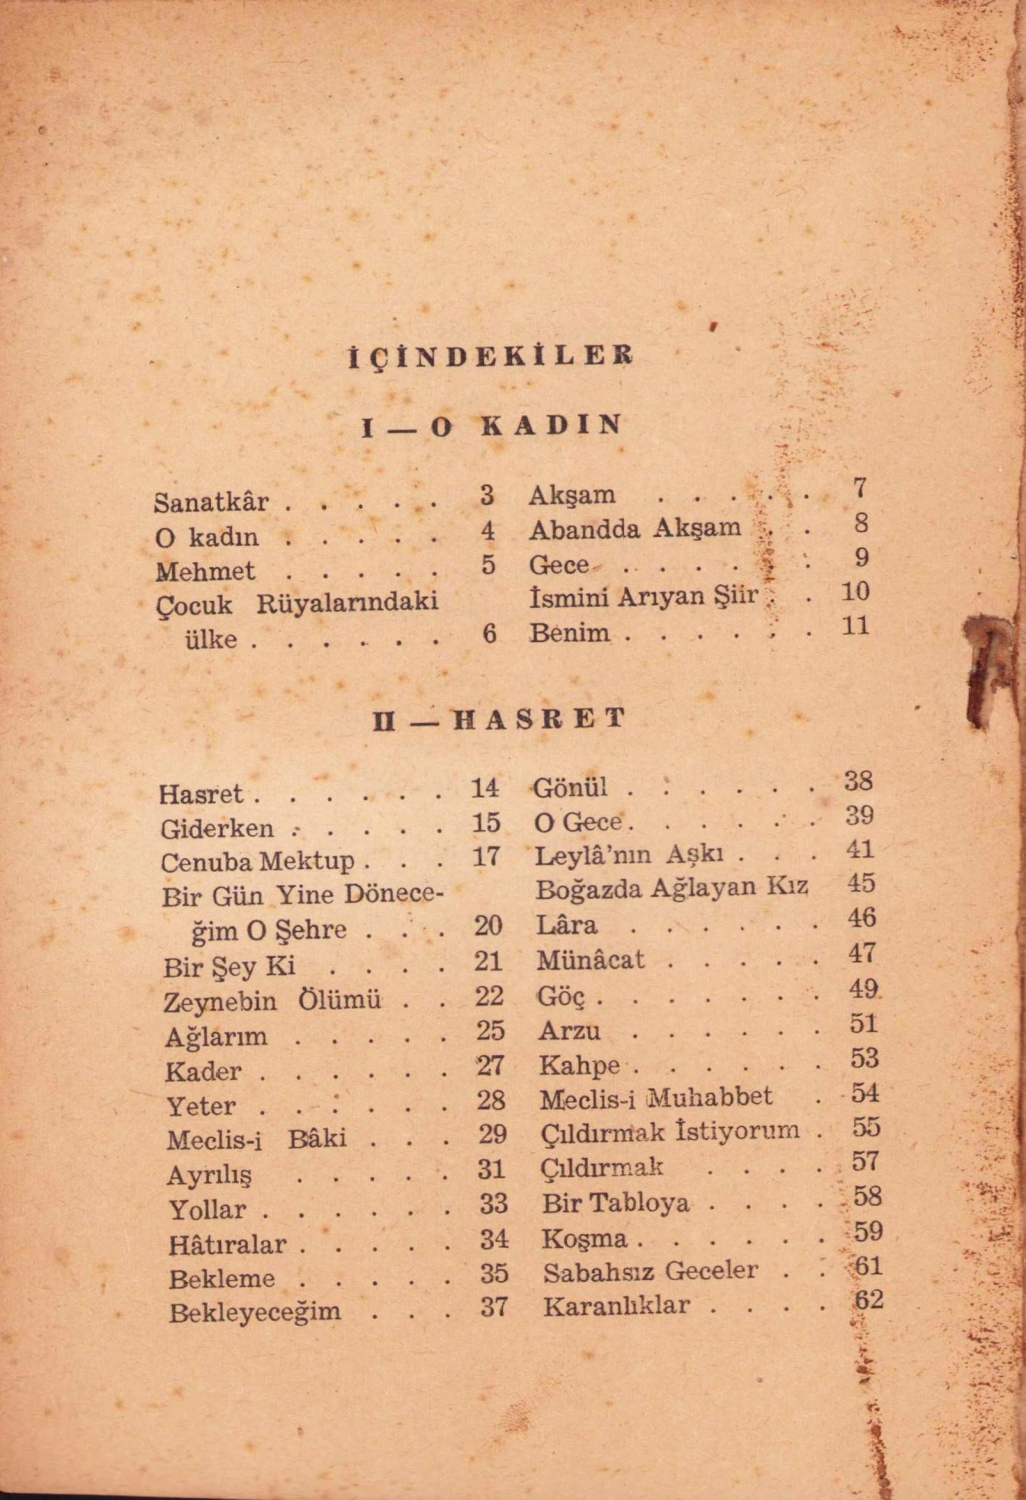 İÇİNDEKİLER
I — O KADIN
Sanatkâr . . . . . 3
O kadın . . . . . 4
Mehmet . . . . . 5
Çocuk Rüyalarındaki
ülke . . . . . . 6
Akşam . . . . . 7
Abandda Akşam . . 8
Gece . . . . . . 9
İsmini Arıyan Şiir . . 10
Benim . . . . . . 11
II — HASRET
Hasret . . . . . . 14
Giderken . . . . . 15
Cenuba Mektup . . . 17
Bir Gün Yine Dönece-
ğim O Şehre . . . 20
Bir Şey Ki . . . . 21
Zeynebin Ölümü . . 22
Ağlarım . . . . . 25
Kader . . . . . . 27
Yeter . . . . . . 28
Meclis-i Bâki . . . 29
Ayrılış . . . . . 31
Yollar . . . . . . 33
Hâtıralar . . . . . 34
Bekleme . . . . . 35
Bekleyeceğim . . . 37
Gönül . . . . . . 38
O Gece . . . . . . 39
Leylâ'nın Aşkı . . . 41
Boğazda Ağlayan Kız 45
Lâra . . . . . . 46
Münâcat . . . . . 47
Göç . . . . . . . 49
Arzu . . . . . . 51
Kahpe . . . . . . 53
Meclis-i Muhabbet . 54
Çıldırmak İstiyorum . 55
Çıldırmak . . . . 57
Bir Tabloya . . . . 58
Koşma . . . . . . 59
Sabahsız Geceler . . 61
Karanlıklar . . . . 62